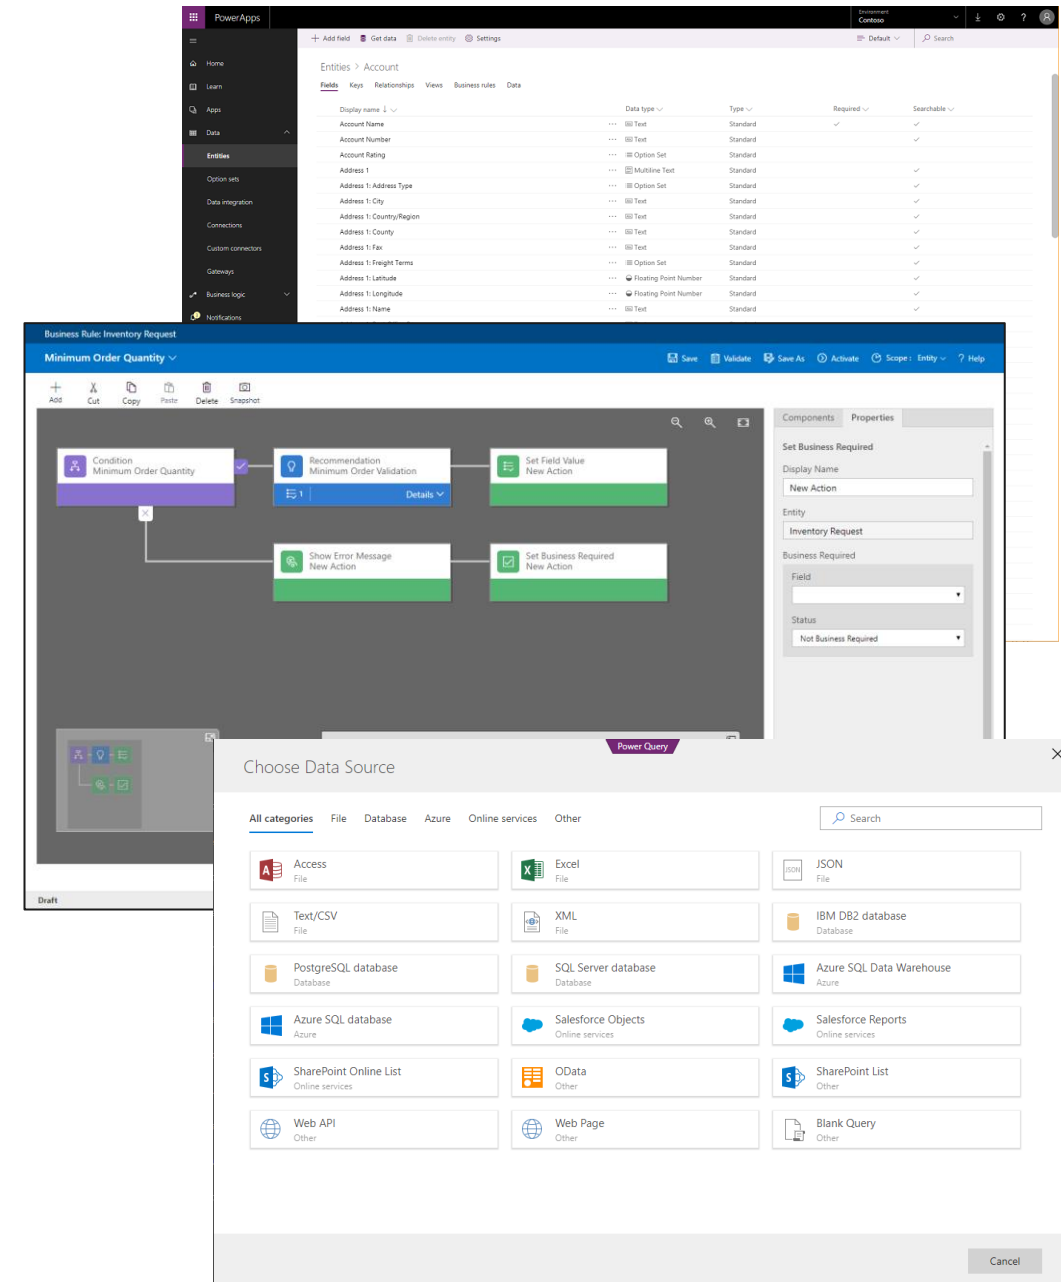 PowerApps
Environment
Contoso
?
Add field Get data Delete entity Settings
Default Search
Home
Learn
Apps
Data
Entities
Option sets
Data integration
Connections
Custom connectors
Gateways
Business logic
Notifications
Entities > Account
Fields Keys Relationships Views Business rules Data
Display name Data type Type Required Searchable
Account Name ... Text Standard
Account Number ... Text Standard
Account Rating ... Option Set Standard
Address 1 ... Multiline Text Standard
Address 1: Address Type ... Option Set Standard
Address 1: City ... Text Standard
Address 1: Country/Region ... Text Standard
Address 1: County ... Text Standard
Address 1: Fax ... Text Standard
Address 1: Freight Terms ... Option Set Standard
Address 1: Latitude ... Floating Point Number Standard
Address 1: Longitude ... Floating Point Number Standard
Address 1: Name ... Text Standard
Business Rule: Inventory Request
Minimum Order Quantity
Save Validate Save As Activate Scope : Entity ? Help
Add Cut Copy Paste Delete Snapshot
Condition
Minimum Order Quantity
Recommendation
Minimum Order Validation
1 Details
Set Field Value
New Action
Show Error Message
New Action
Set Business Required
New Action
Components Properties
Set Business Required
Display Name
New Action
Entity
Inventory Request
Business Required
Field
Status
Not Business Required
Draft
Power Query
Choose Data Source
All categories File Database Azure Online services Other
Search
Access
File
Excel
File
JSON
JSON
File
Text/CSV
File
XML
File
IBM DB2 database
Database
PostgreSQL database
Database
SQL Server database
Database
Azure SQL Data Warehouse
Azure
Azure SQL database
Azure
Salesforce Objects
Online services
Salesforce Reports
Online services
SharePoint Online List
Online services
OData
Other
SharePoint List
Other
Web API
Other
Web Page
Other
Blank Query
Other
Cancel